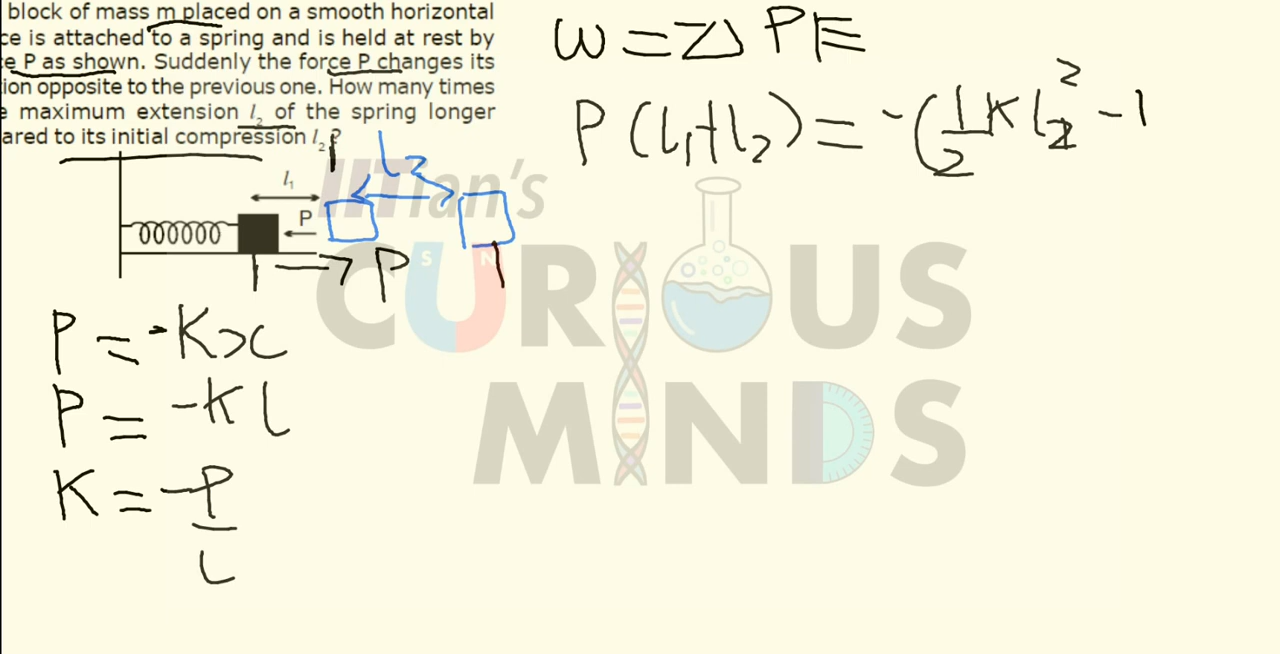 block of mass m placed on a smooth horizontal
ce is attached to a spring and is held at rest by
e P as shown. Suddenly the force P changes its
ion opposite to the previous one. How many times
e maximum extension l₂ of the spring longer
ared to its initial compression l₂?
l₁
P
l₂
→ P
P = -Kx
P = -K l
K = -P/L
W = Δ PE
P (l₁+l₂) = -(1/2 K l₂² - 1
IITian's
CURIOUS
S N
MINDS